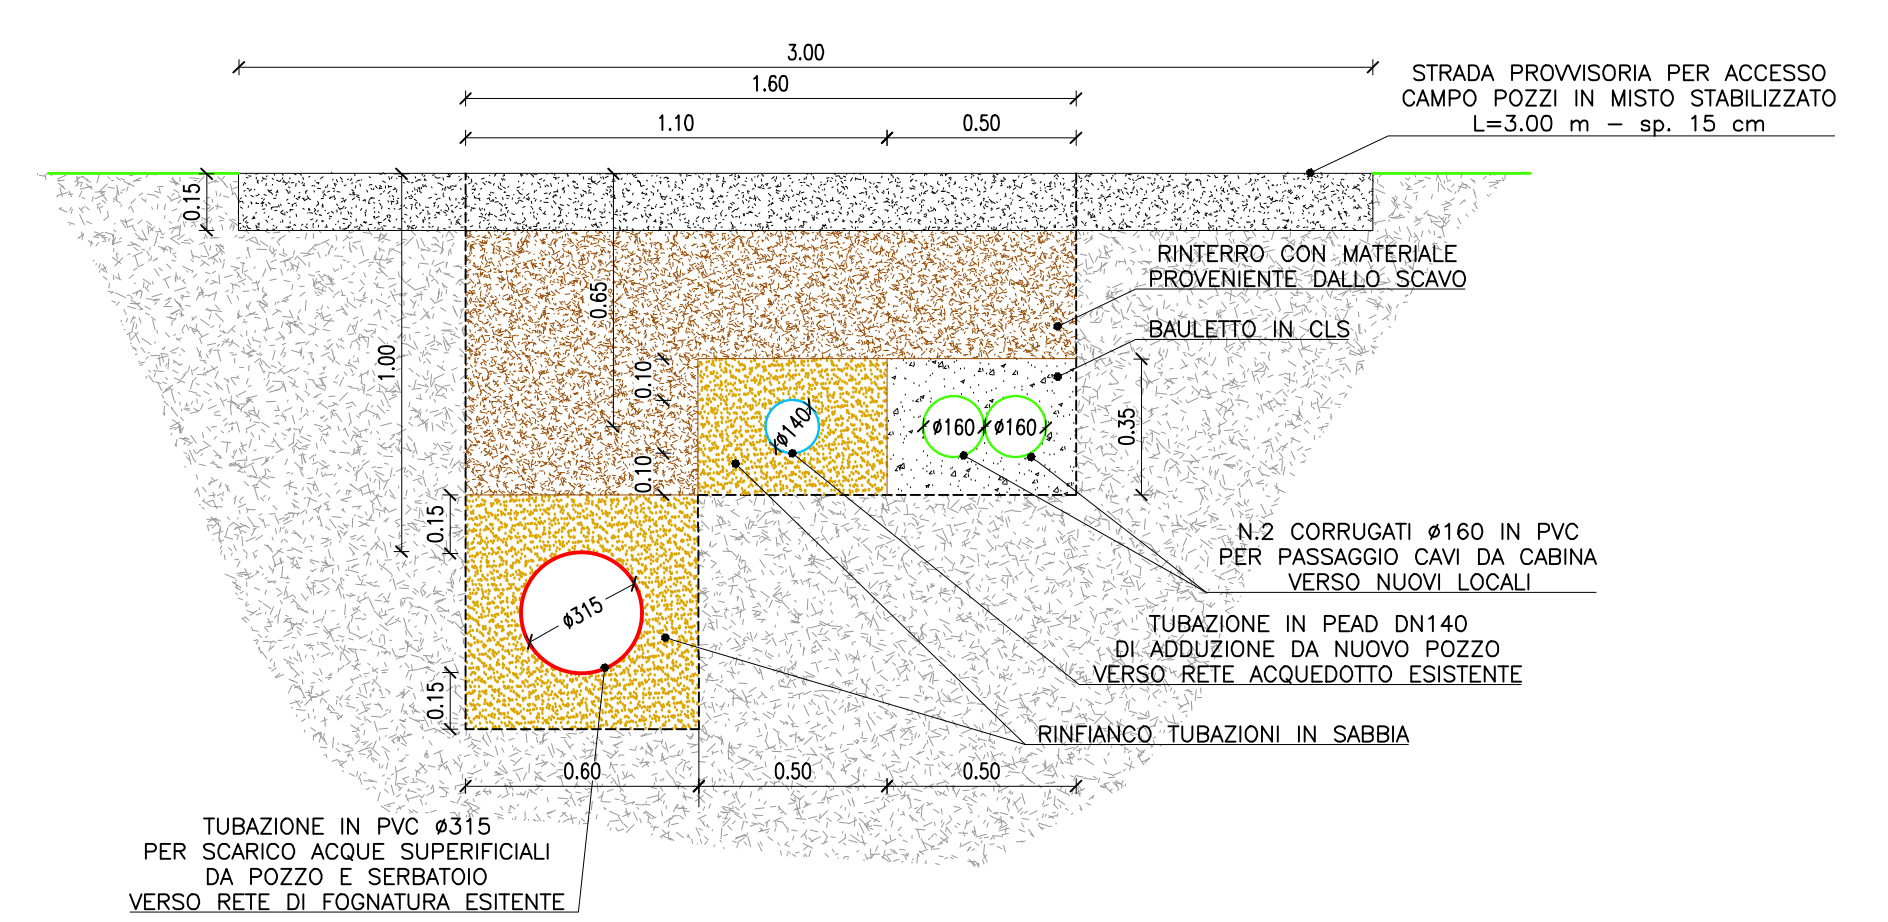 3.00
1.60
1.10
0.50
STRADA PROVVISORIA PER ACCESSO
CAMPO POZZI IN MISTO STABILIZZATO
L=3.00 m – sp. 15 cm
0.15
1.00
0.65
RINTERRO CON MATERIALE
PROVENIENTE DALLO SCAVO
BAULETTO IN CLS
0.10
ø140
ø160
ø160
0.35
0.10
0.15
ø315
0.15
N.2 CORRUGATI ø160 IN PVC
PER PASSAGGIO CAVI DA CABINA
VERSO NUOVI LOCALI
TUBAZIONE IN PEAD DN140
DI ADDUZIONE DA NUOVO POZZO
VERSO RETE ACQUEDOTTO ESISTENTE
RINFIANCO TUBAZIONI IN SABBIA
0.60
0.50
0.50
TUBAZIONE IN PVC ø315
PER SCARICO ACQUE SUPERIFICIALI
DA POZZO E SERBATOIO
VERSO RETE DI FOGNATURA ESITENTE